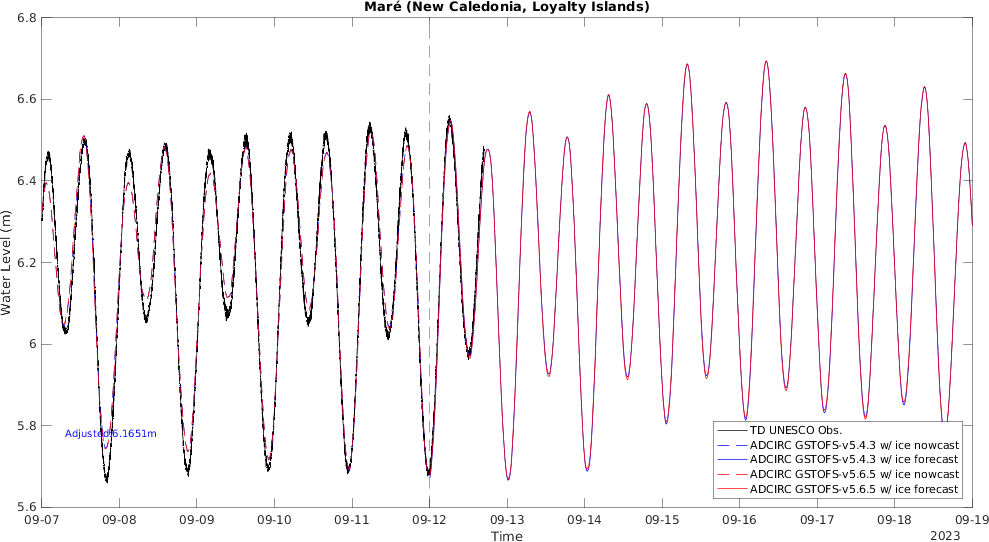 Maré (New Caledonia, Loyalty Islands)
Water Level (m)
6.8
6.6
6.4
6.2
6
5.8
5.6
Adjusted:6.1651m
TD UNESCO Obs.
ADCIRC GSTOFS-v5.4.3 w/ ice nowcast
ADCIRC GSTOFS-v5.4.3 w/ ice forecast
ADCIRC GSTOFS-v5.6.5 w/ ice nowcast
ADCIRC GSTOFS-v5.6.5 w/ ice forecast
09-07 09-08 09-09 09-10 09-11 09-12 09-13 09-14 09-15 09-16 09-17 09-18 09-19
Time
2023